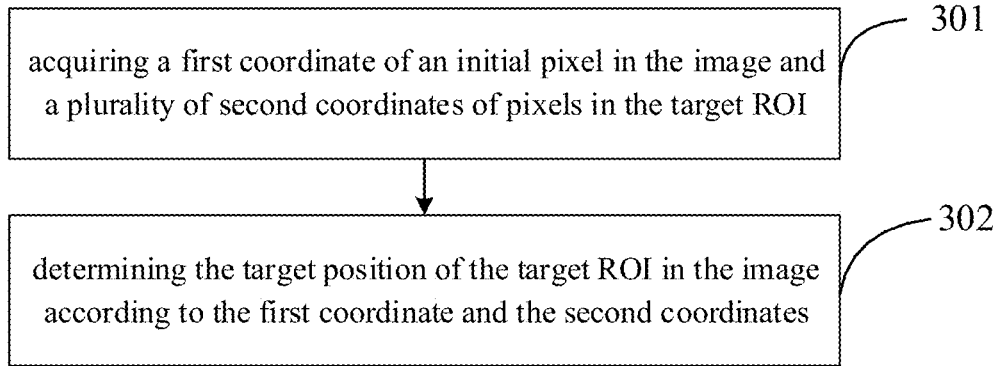 301
acquiring a first coordinate of an initial pixel in the image and
a plurality of second coordinates of pixels in the target ROI
302
determining the target position of the target ROI in the image
according to the first coordinate and the second coordinates